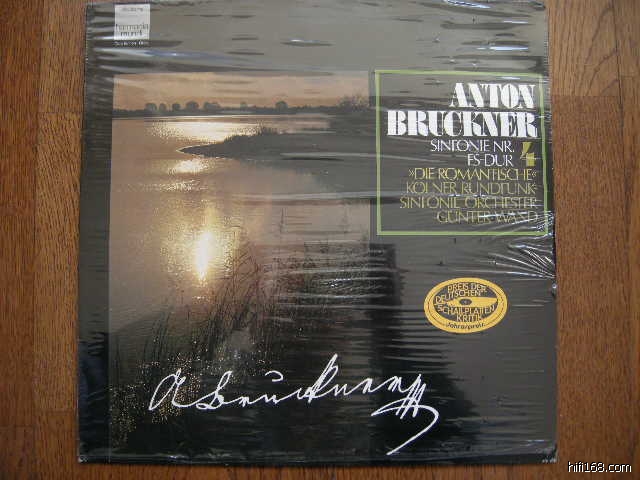 harmonia
mundi
ANTON
BRUCKNER
SINFONIE NR. 4
ES-DUR
»DIE ROMANTISCHE«
KÖLNER RUNDFUNK-
SINFONIE-ORCHESTER
GÜNTER WAND
PREIS DER
DEUTSCHEN
SCHALLPLATTEN
KRITIK
Jahrespreis
ABruckner
hifi168.com